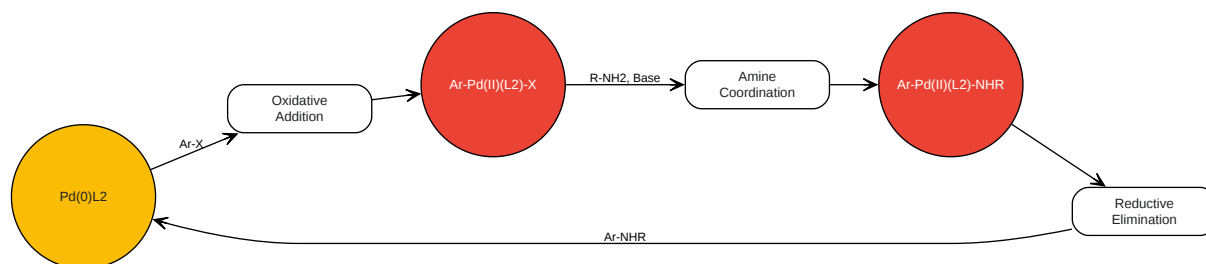 Pd(0)L2
Ar-X
Oxidative
Addition
Ar-Pd(II)(L2)-X
R-NH2, Base
Amine
Coordination
Ar-Pd(II)(L2)-NHR
Reductive
Elimination
Ar-NHR